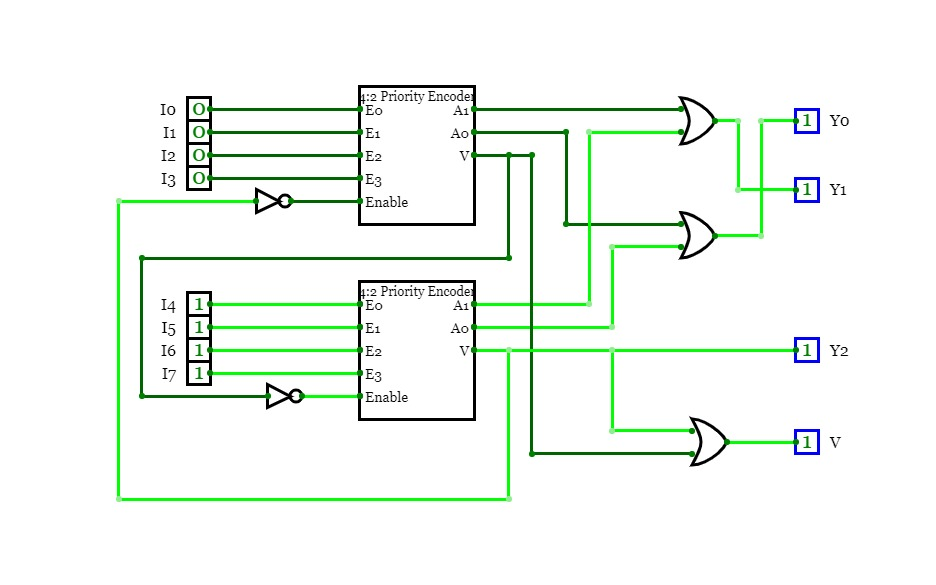 4:2 Priority Encoder
I0 0 E0 A1
I1 0 E1 A0
I2 0 E2 V
I3 0 E3
Enable
1 Y0
1 Y1
4:2 Priority Encoder
I4 1 E0 A1
I5 1 E1 A0
I6 1 E2 V 1 Y2
I7 1 E3
Enable
1 V